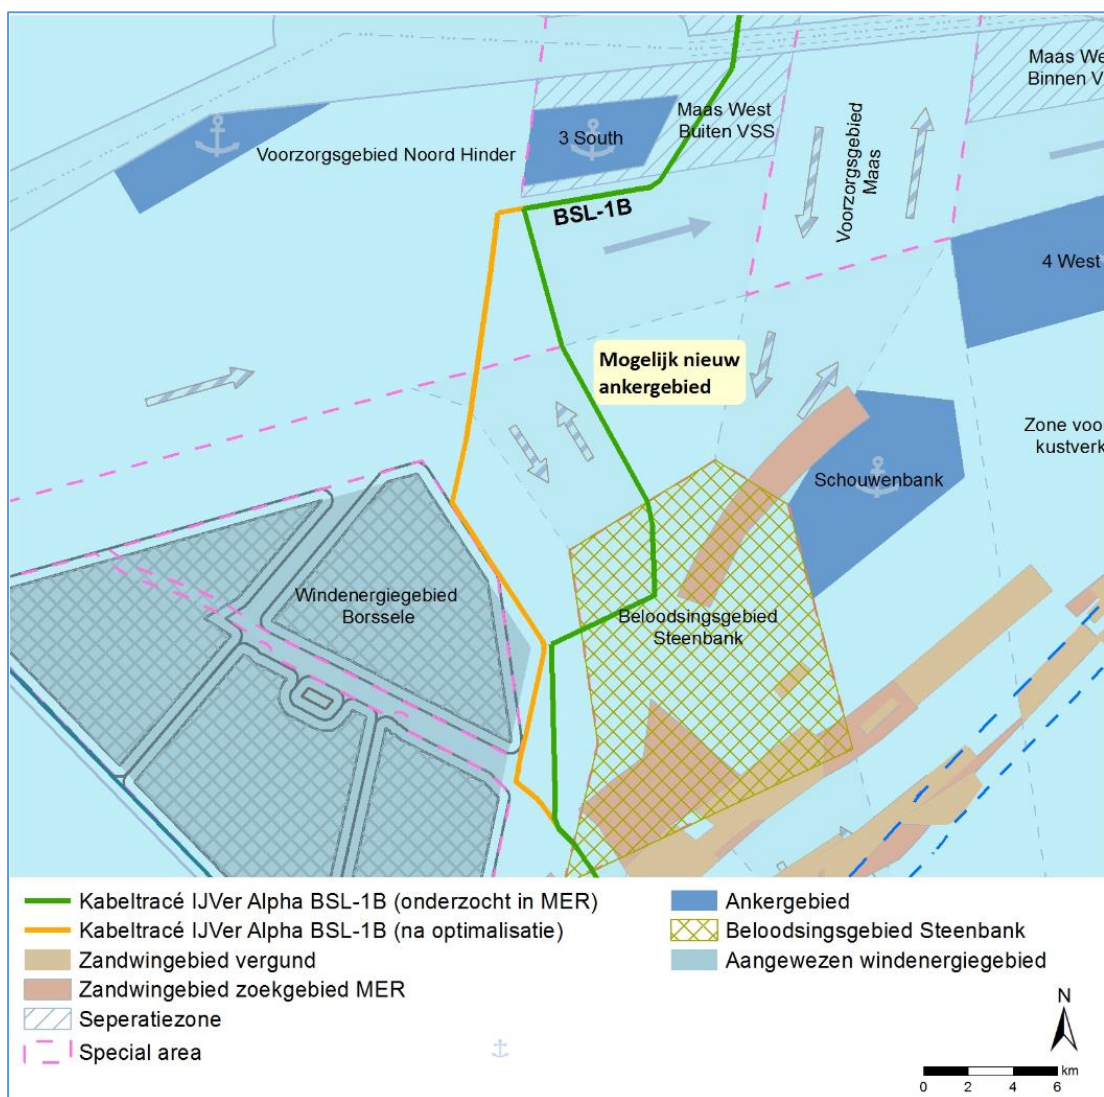 Maas We
Binnen V
Maas West
Buiten VSS
3 South
Voorzorgsgebied Noord Hinder
Voorzorgsgebied
Maas
BSL-1B
4 West
Mogelijk nieuw
ankergebied
Zone voo
kustverk
Schouwenbank
Windenergiegebied
Borssele
Beloodsingsgebied
Steenbank
Kabeltracé IJVer Alpha BSL-1B (onderzocht in MER)
Kabeltracé IJVer Alpha BSL-1B (na optimalisatie)
Zandwingebied vergund
Zandwingebied zoekgebied MER
Seperatiezone
Special area
Ankergebied
Beloodsingsgebied Steenbank
Aangewezen windenergiegebied
N
km
0 2 4 6